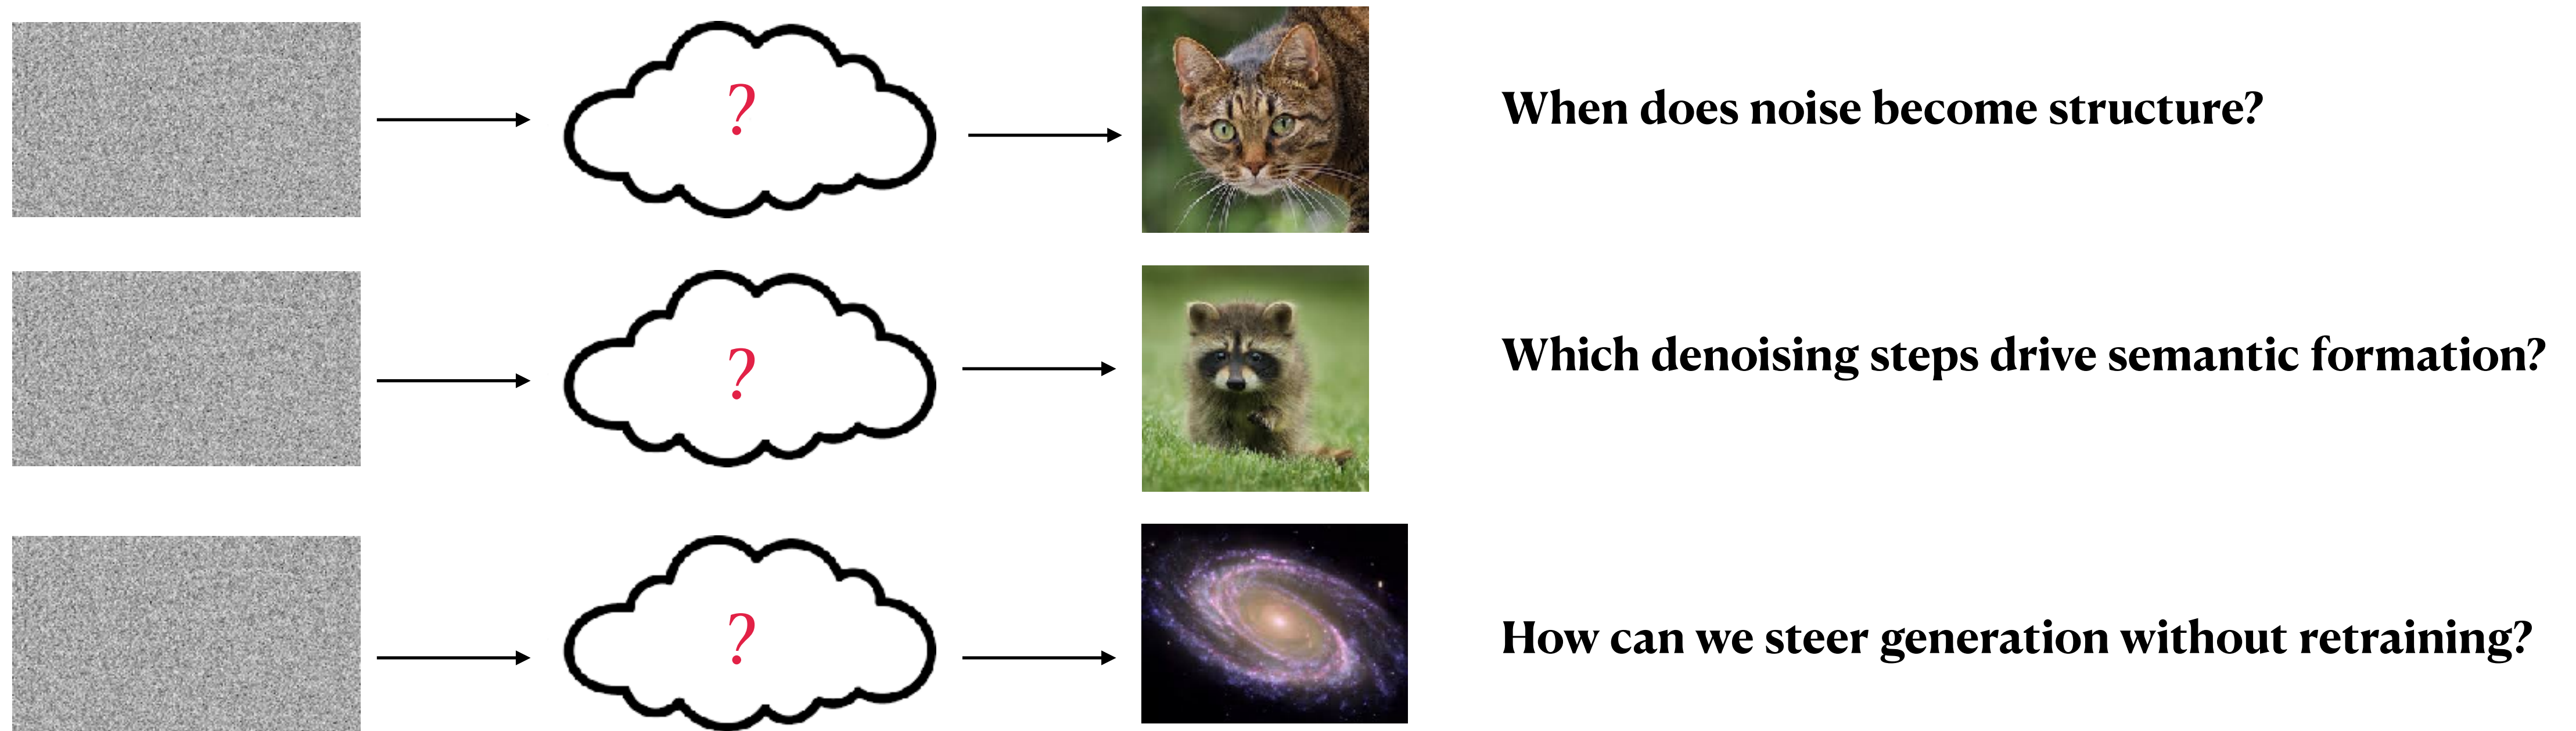 ?
When does noise become structure?
?
Which denoising steps drive semantic formation?
?
How can we steer generation without retraining?